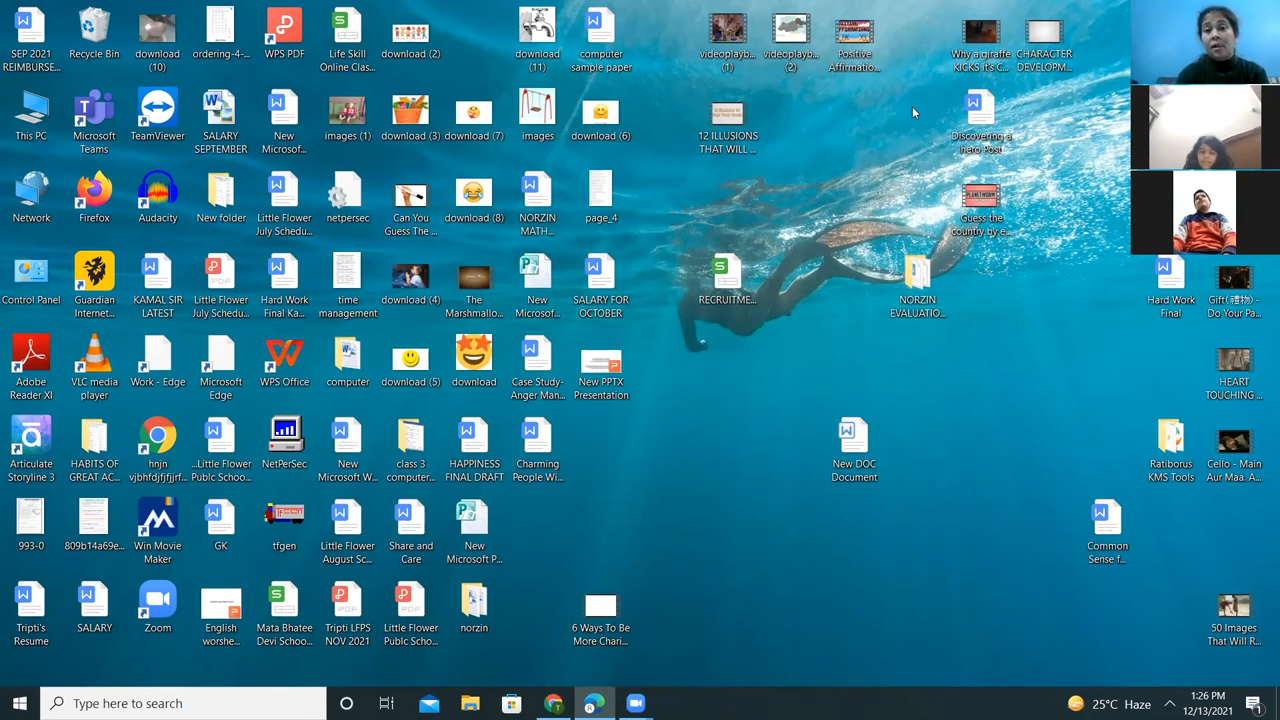 SEP 2021
REIMBURSE...
Recycle Bin
download
(10)
ordering-4-...
WPS PDF
Life Skill
Online Clas...
download (2)
download
(11)
computer
sample paper
videoplayb...
(1)
videoplayb...
(2)
Positive
Affirmatio...
Why a giraffe
KICKS it's C...
CHARACTER
DEVELOPM...
This PC
Microsoft
Teams
TeamViewer
SALARY
SEPTEMBER
New
Microsof...
images (1)
download (3)
download (7)
images
download (6)
12 ILLUSIONS
THAT WILL ...
Discovering a
hero Post...
Network
Firefox
Audacity
New folder
Little Flower
July Schedu...
netpersec
Can You
Guess The ...
download (8)
NORZIN
MATH...
page_4
Guess the
country by e...
Control Panel
Guardian
Internet...
KAMAL SIR
LATEST
Little Flower
July Schedu...
Hard Work
Final Ka...
time
management
download (4)
The
Marshmallo...
New
Microsof...
SALARY FOR
OCTOBER
RECRUITME...
NORZIN
EVALUATIO...
Hard Work
Final
Gift(禮物) -
Do Your Pa...
Adobe
Reader XI
VLC media
player
Work - Edge
Microsoft
Edge
WPS Office
computer
download (5)
download
Case Study-
Anger Man...
New PPTX
Presentation
HEART
TOUCHING ...
Articulate
Storyline 3
HABITS OF
GREAT AC...
hnjn
vjbhfdjfjfjjrf...
...Little Flower
Publc Schoo...
NetPerSec
New
Microsoft W...
class 3
computer...
HAPPINESS
FINAL DRAFT
Charming
People Wi...
New DOC
Document
Ratiborus
KMS Tools
Cello - Main
Aur Maa. A...
993-0
809b14a69e...
Win Movie
Maker
GK
tfgen
Little Flower
August Sc...
Share and
Care
New
Microsoft P...
Common
Sense f...
Tripti's
Resume
SALARY
Zoom
English
worshe...
Mata Bhatee
Devi Schoo...
Tripti LFPS
NOV 2021
Little Flower
Publc Scho...
norzin
6 Ways To Be
More Chari...
50 Images
That Will R...
Type here to search
25°C Haze
1:26 PM
12/13/2021